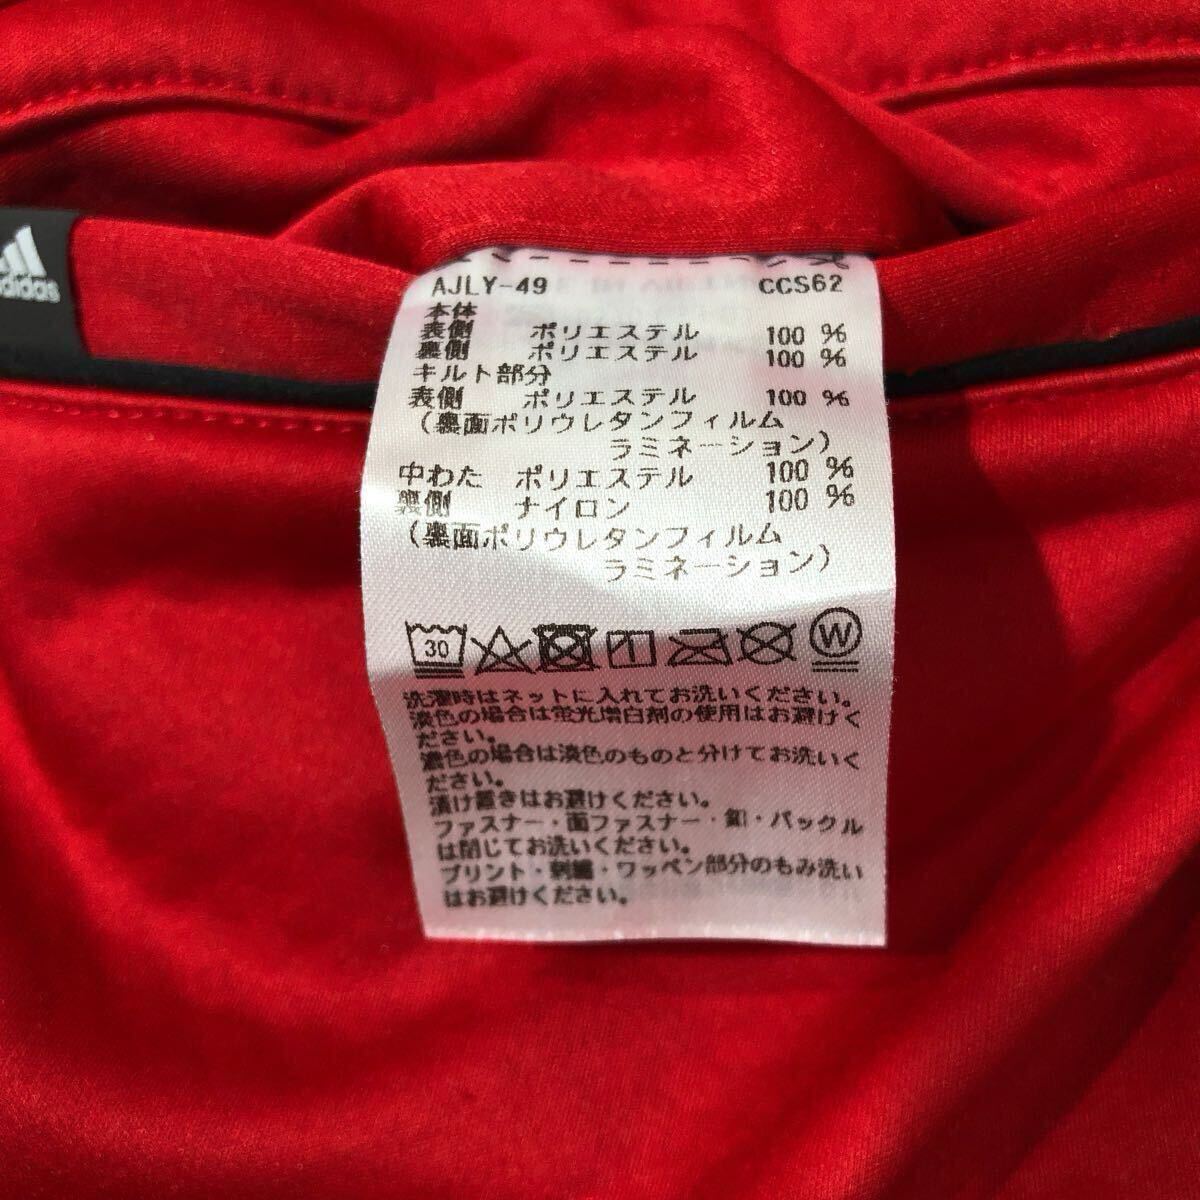 adidas
AJLY-49 CCS62
本体
表側 ポリエステル 100 %
裏側 ポリエステル 100 %
キルト部分
表側 ポリエステル 100 %
(裏面ポリウレタンフィルム
ラミネーション)
中わた ポリエステル 100 %
裏側 ナイロン 100 %
(裏面ポリウレタンフィルム
ラミネーション)
30 W
洗濯時はネットに入れてお洗いください。
淡色の場合は蛍光増白剤の使用はお避けく
ださい。
濃色の場合は淡色のものと分けてお洗いく
ださい。
漬け置きはお避けください。
ファスナー・面ファスナー・釦・バックル
は閉じてお洗いください。
プリント・刺繍・ワッペン部分のもみ洗い
はお避けください。